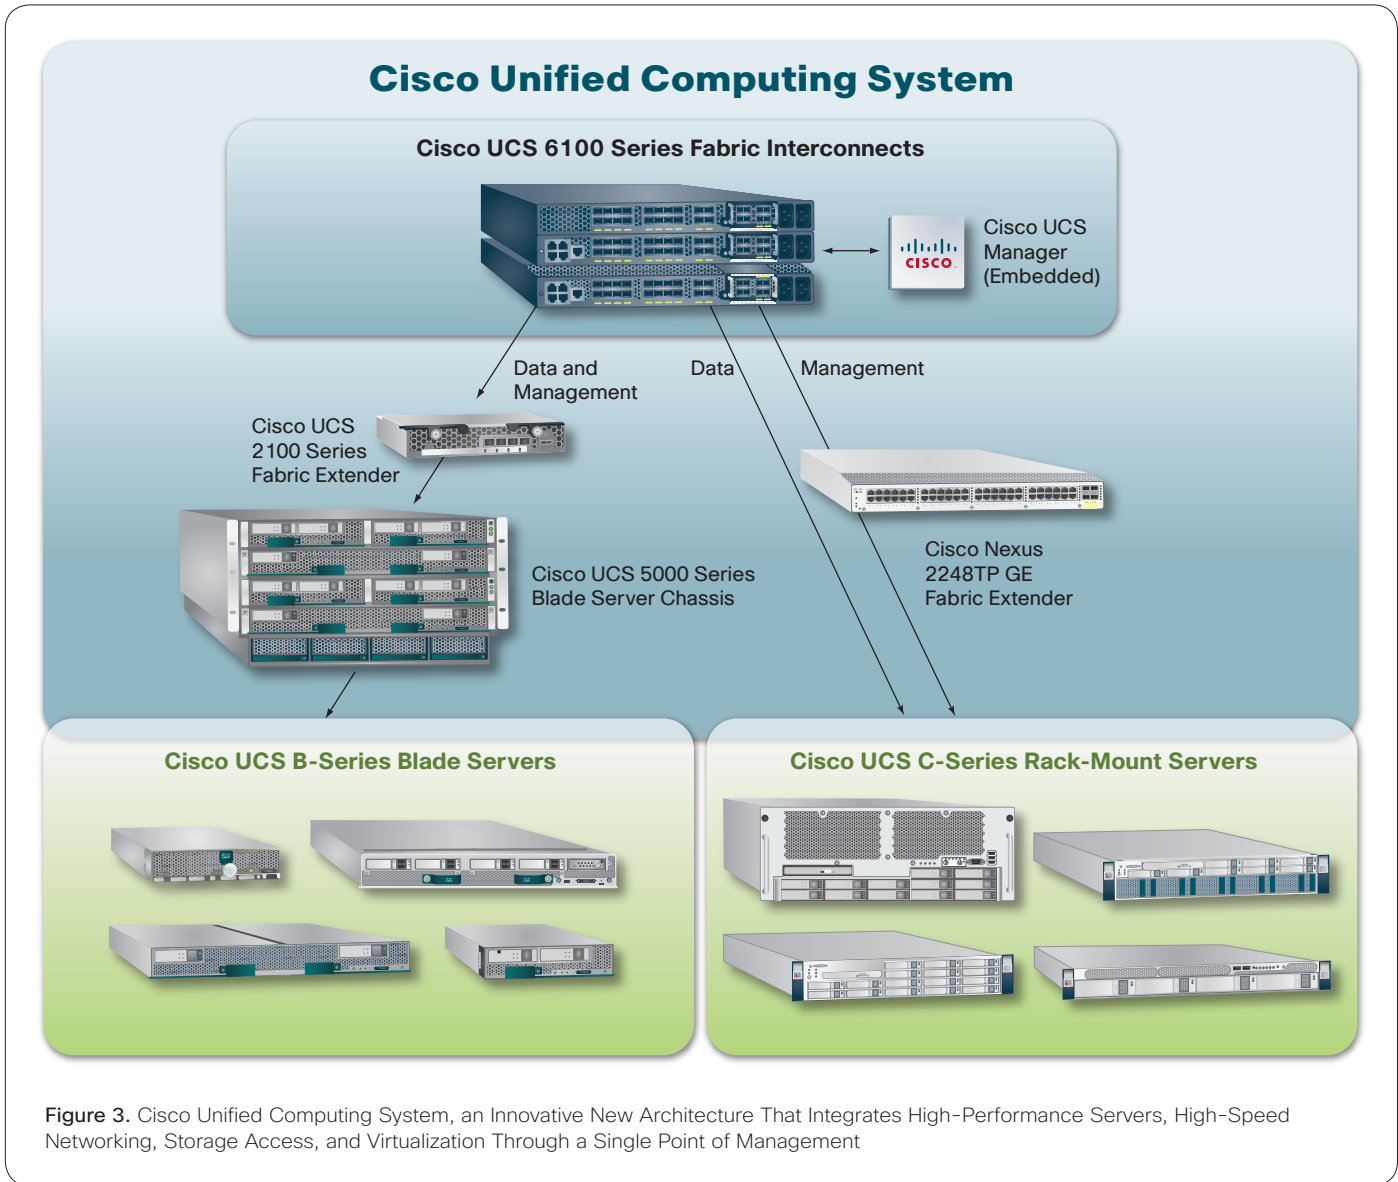 Cisco Unified Computing System
Cisco UCS 6100 Series Fabric Interconnects
CISCO
Cisco UCS
Manager
(Embedded)
Data and
Management
Data
Management
Cisco UCS
2100 Series
Fabric Extender
Cisco UCS 5000 Series
Blade Server Chassis
Cisco Nexus
2248TP GE
Fabric Extender
Cisco UCS B-Series Blade Servers
Cisco UCS C-Series Rack-Mount Servers
Figure 3. Cisco Unified Computing System, an Innovative New Architecture That Integrates High-Performance Servers, High-Speed
Networking, Storage Access, and Virtualization Through a Single Point of Management